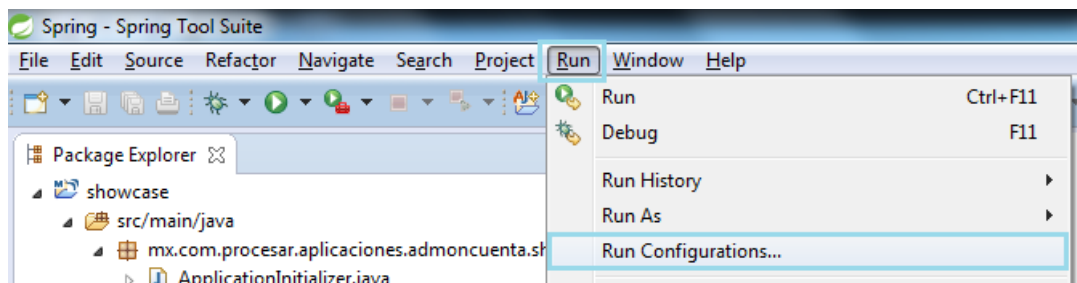 Spring - Spring Tool Suite
File Edit Source Refactor Navigate Search Project Run Window Help
Run Ctrl+F11
Debug F11
Package Explorer
showcase
Run History
src/main/java
Run As
mx.com.procesar.aplicaciones.admoncuenta.sh
Run Configurations...
ApplicationInitializer.java